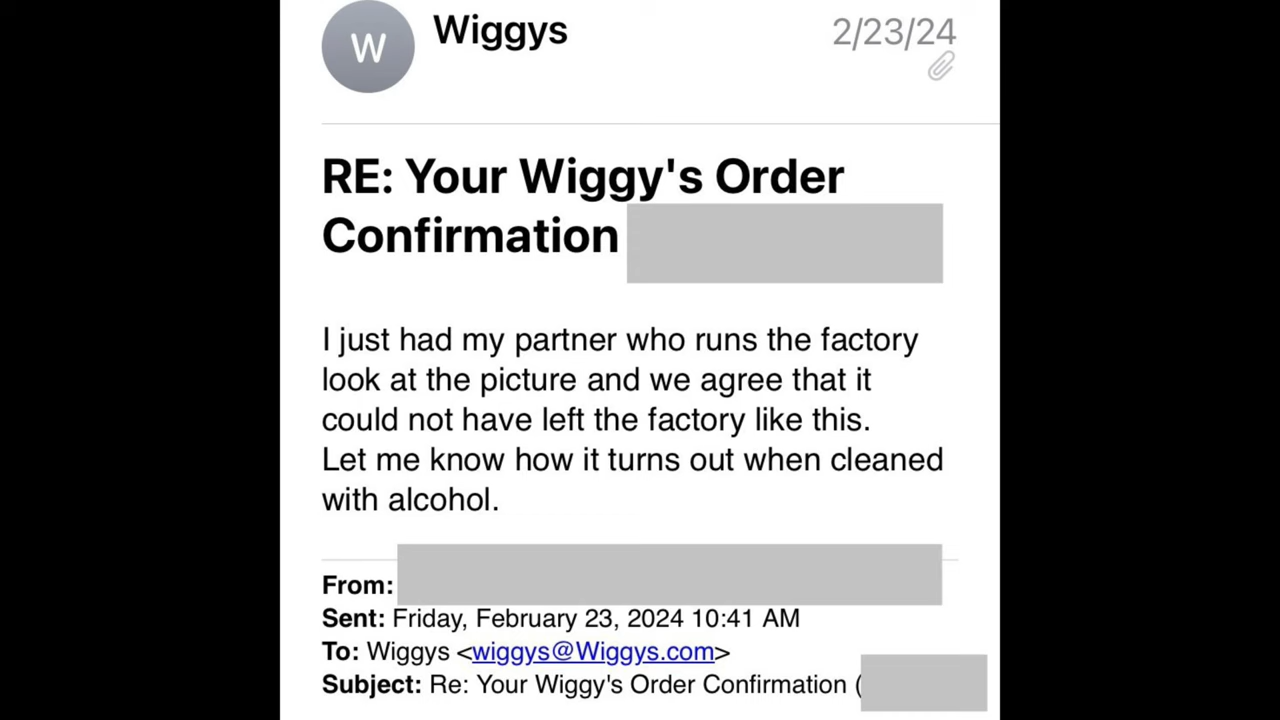 W
Wiggys
2/23/24
RE: Your Wiggy's Order
Confirmation
I just had my partner who runs the factory
look at the picture and we agree that it
could not have left the factory like this.
Let me know how it turns out when cleaned
with alcohol.
From:
Sent: Friday, February 23, 2024 10:41 AM
To: Wiggys <wiggys@Wiggys.com>
Subject: Re: Your Wiggy's Order Confirmation (